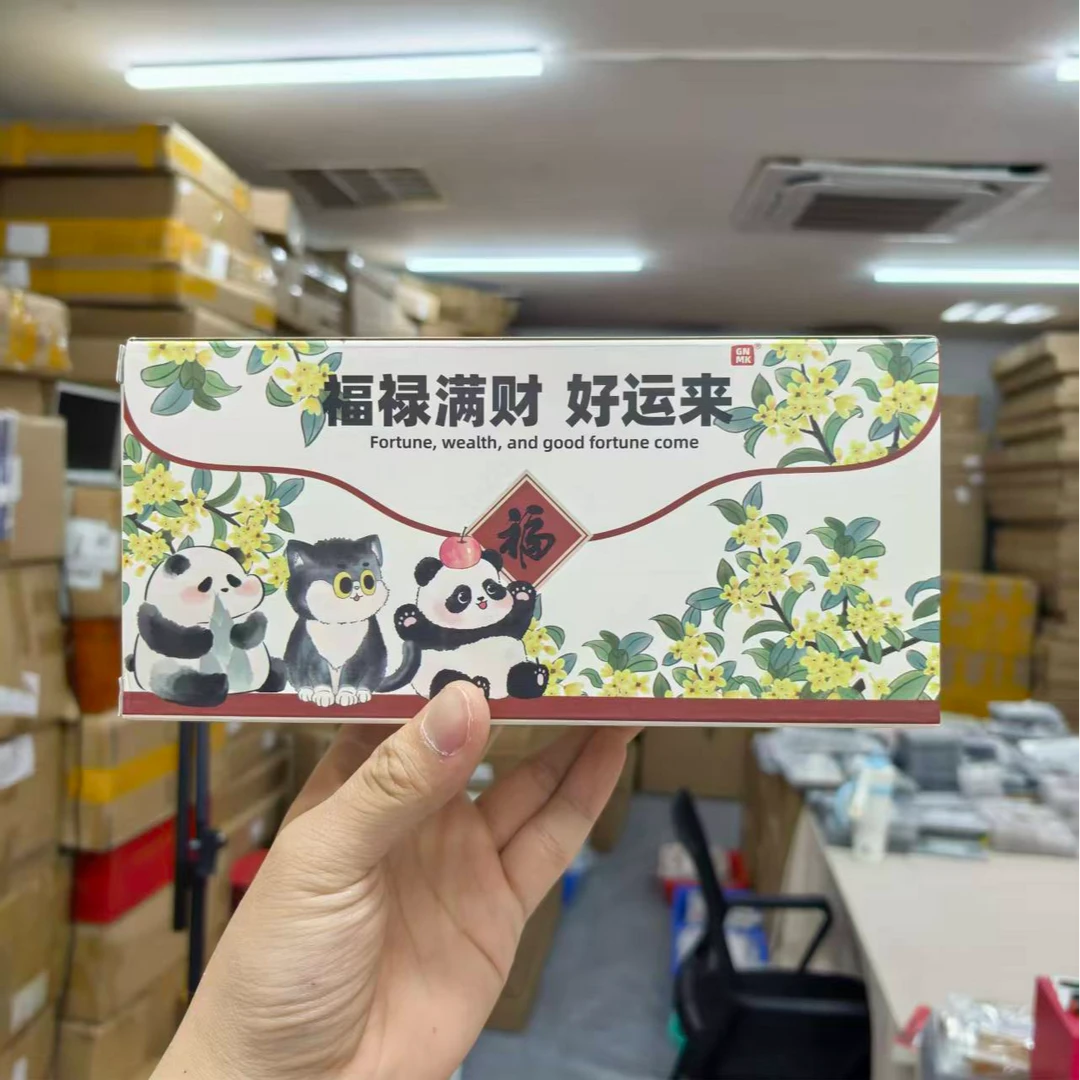 GN
MK
福禄满财 好运来
Fortune, wealth, and good fortune come
福